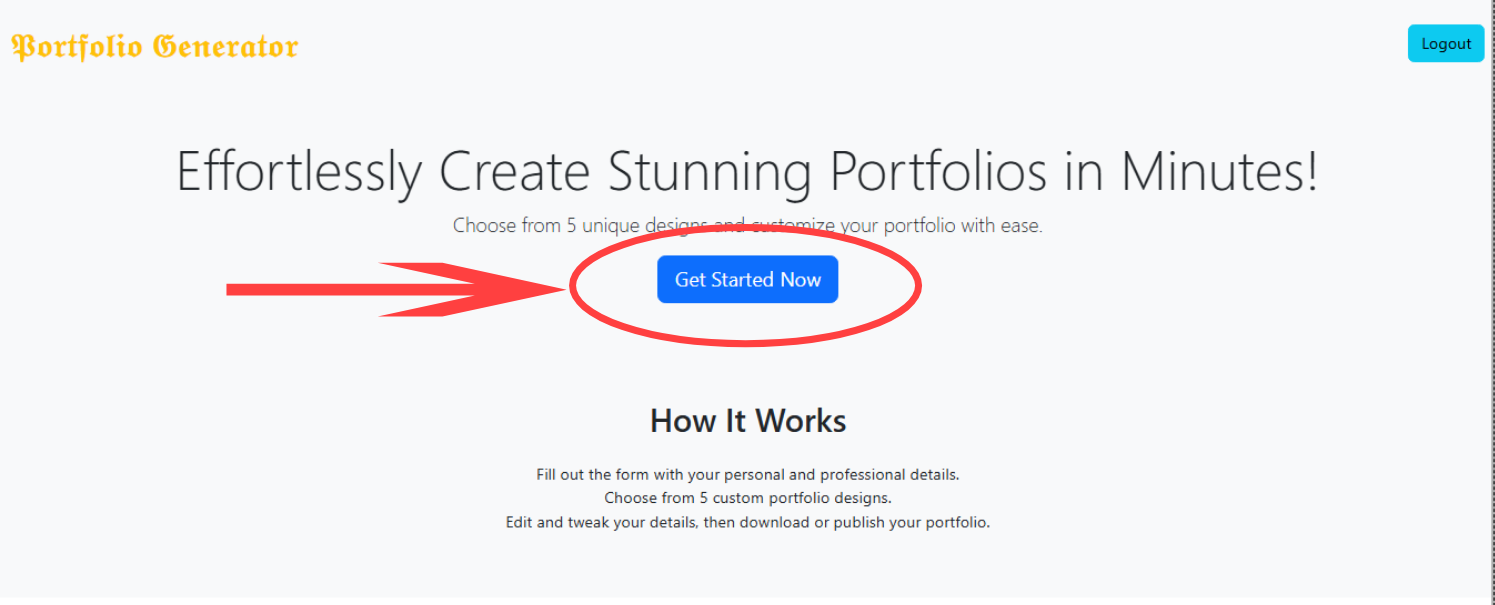 Portfolio Generator
Logout
Effortlessly Create Stunning Portfolios in Minutes!
Choose from 5 unique designs and customize your portfolio with ease.
Get Started Now
How It Works
Fill out the form with your personal and professional details.
Choose from 5 custom portfolio designs.
Edit and tweak your details, then download or publish your portfolio.